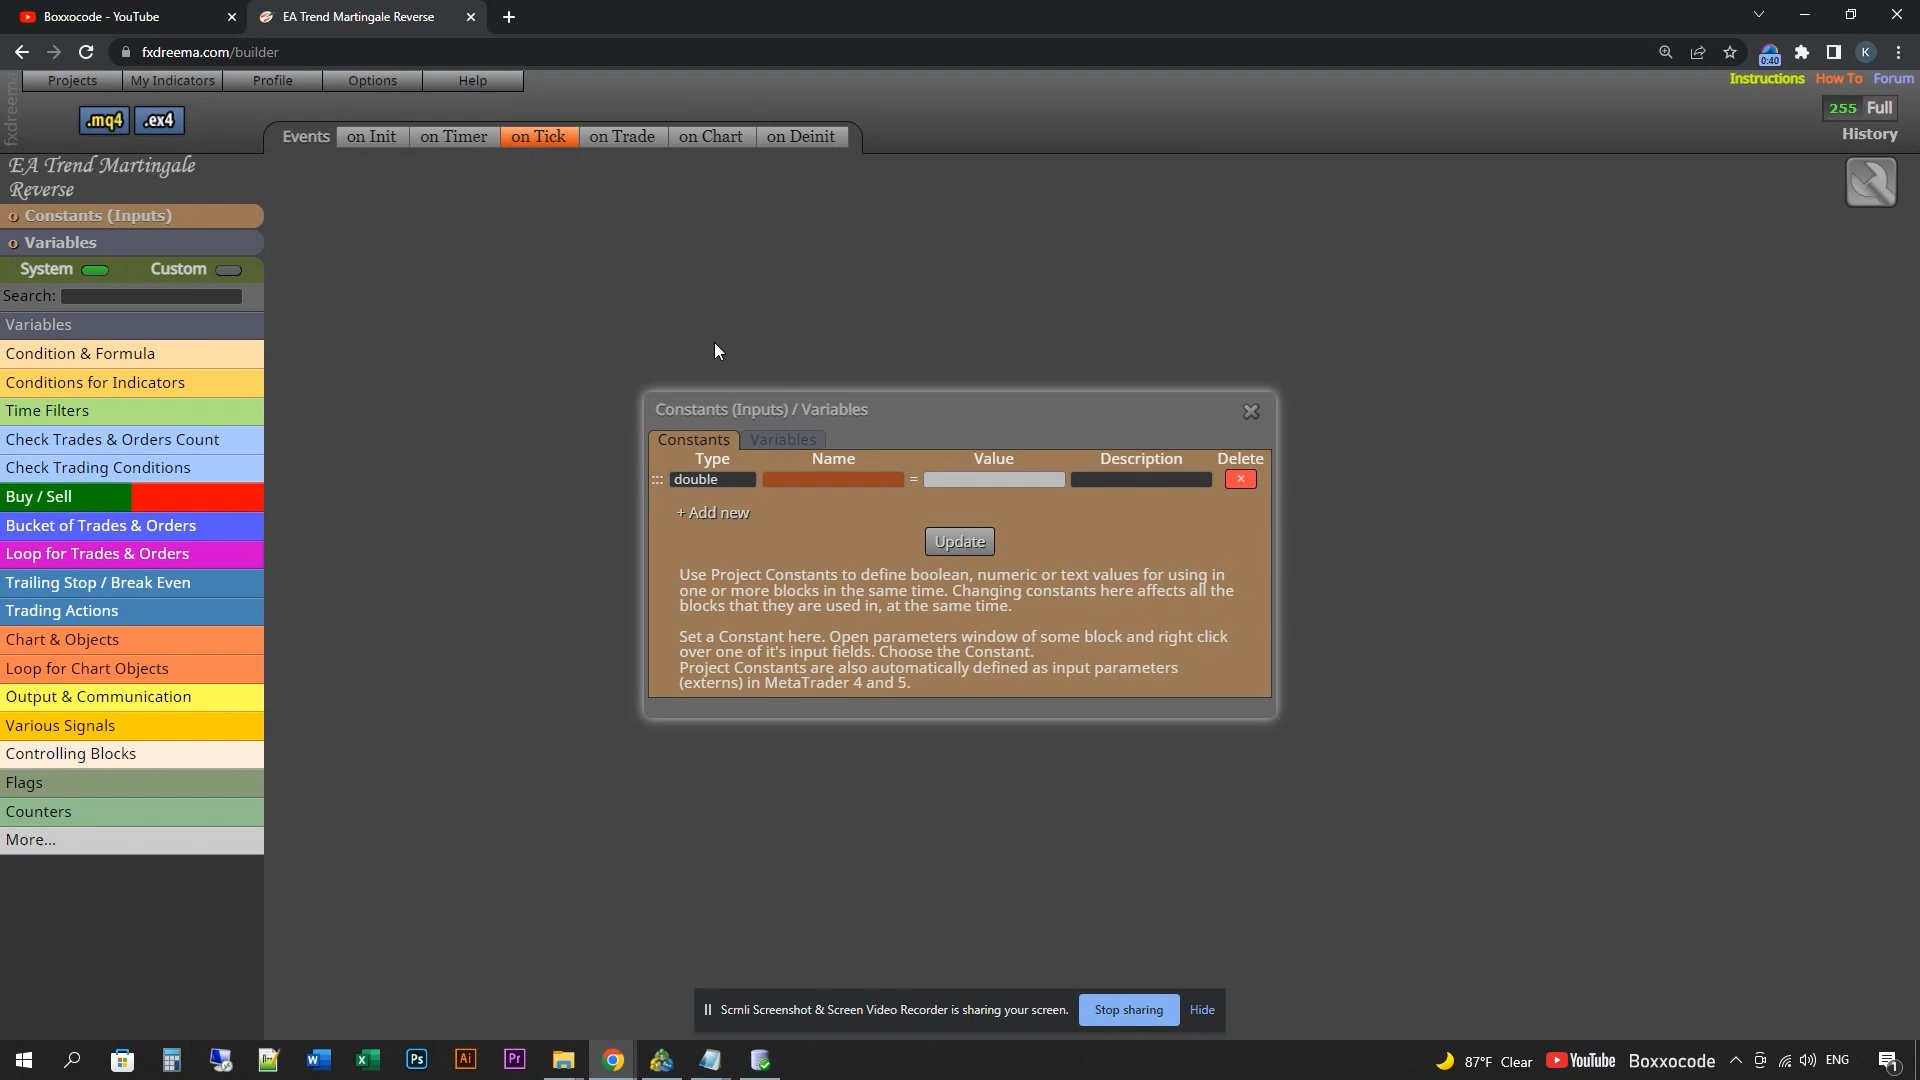 Boxxocode - YouTube
EA Trend Martingale Reverse
fxdreema.com/builder
0:40
K
Projects
My Indicators
Profile
Options
Help
Instructions
How To
Forum
fxdreema
.mq4
.ex4
255 Full
History
Events
on Init
on Timer
on Tick
on Trade
on Chart
on Deinit
EA Trend Martingale
Reverse
Constants (Inputs)
Variables
System
Custom
Search:
Variables
Condition & Formula
Conditions for Indicators
Time Filters
Check Trades & Orders Count
Check Trading Conditions
Buy / Sell
Bucket of Trades & Orders
Loop for Trades & Orders
Trailing Stop / Break Even
Trading Actions
Chart & Objects
Loop for Chart Objects
Output & Communication
Various Signals
Controlling Blocks
Flags
Counters
More...
Constants (Inputs) / Variables
Constants
Variables
Type
Name
Value
Description
Delete
double
=
+ Add new
Update
Use Project Constants to define boolean, numeric or text values for using in
one or more blocks in the same time. Changing constants here affects all the
blocks that they are used in, at the same time.
Set a Constant here. Open parameters window of some block and right click
over one of it's input fields. Choose the Constant.
Project Constants are also automatically defined as input parameters
(externs) in MetaTrader 4 and 5.
Scrnli Screenshot & Screen Video Recorder is sharing your screen.
Stop sharing
Hide
Ps
Ai
Pr
87°F Clear
YouTube
Boxxocode
ENG
1